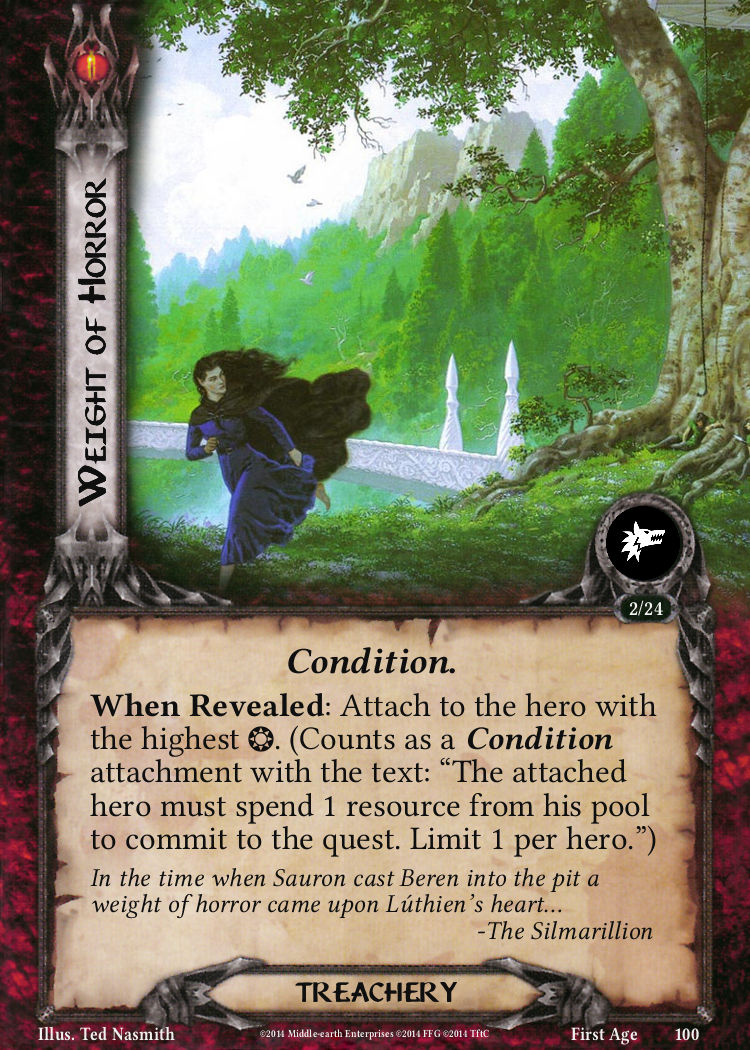 WEIGHT OF HORROR
2/24
Condition.
When Revealed: Attach to the hero with
the highest . (Counts as a Condition
attachment with the text: “The attached
hero must spend 1 resource from his pool
to commit to the quest. Limit 1 per hero.”)
In the time when Sauron cast Beren into the pit a
weight of horror came upon Lúthien's heart...
-The Silmarillion
TREACHERY
Illus. Ted Nasmith ©2014 Middle-earth Enterprises ©2014 FFG ©2014 TftC First Age 100